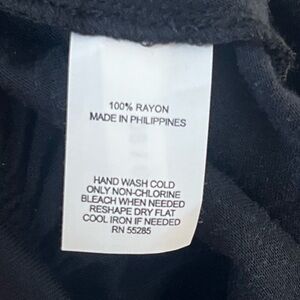 100% RAYON
MADE IN PHILIPPINES
HAND WASH COLD
ONLY NON-CHLORINE
BLEACH WHEN NEEDED
RESHAPE DRY FLAT
COOL IRON IF NEEDED
RN 55285